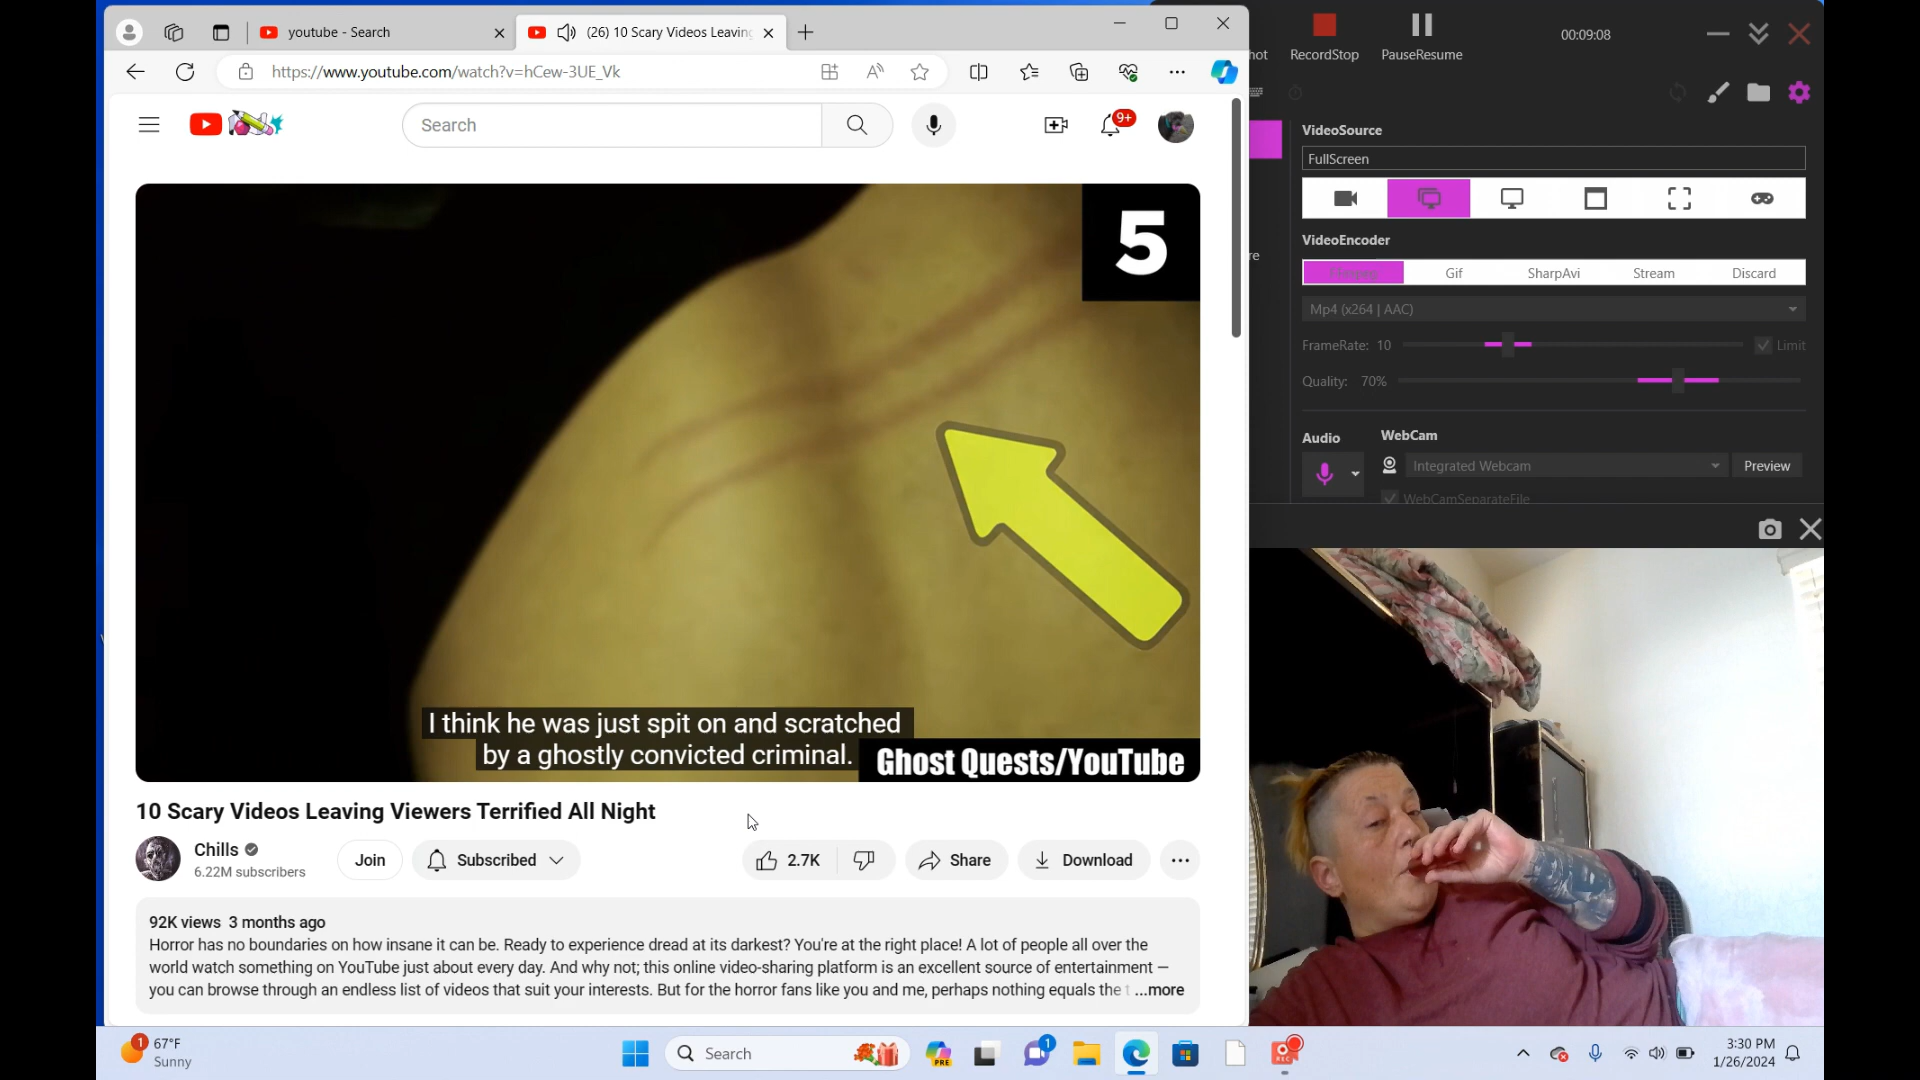 youtube - Search
(26) 10 Scary Videos Leaving
https://www.youtube.com/watch?v=hCew-3UE_Vk
Search
9+
5
I think he was just spit on and scratched
by a ghostly convicted criminal.
Ghost Quests/YouTube
10 Scary Videos Leaving Viewers Terrified All Night
Chills
6.22M subscribers
Join
Subscribed
2.7K
Share
Download
92K views 3 months ago
Horror has no boundaries on how insane it can be. Ready to experience dread at its darkest? You're at the right place! A lot of people all over the
world watch something on YouTube just about every day. And why not; this online video-sharing platform is an excellent source of entertainment —
you can browse through an endless list of videos that suit your interests. But for the horror fans like you and me, perhaps nothing equals the t ...more
hot
RecordStop
PauseResume
00:09:08
re
VideoSource
FullScreen
VideoEncoder
Gif
SharpAvi
Stream
Discard
Mp4 (x264 | AAC)
FrameRate: 10
Limit
Quality: 70%
Audio
WebCam
Integrated Webcam
Preview
WebCamSeparateFile
1
67°F
Sunny
Search
PRE
1
REC
3:30 PM
1/26/2024